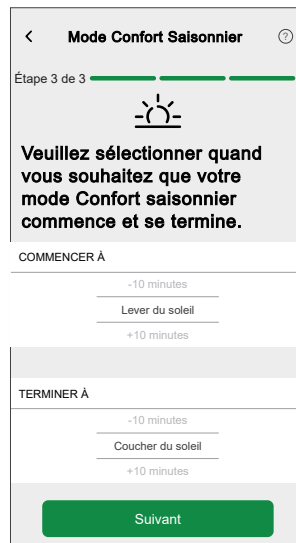 Mode Confort Saisonnier
?
Étape 3 de 3
Veuillez sélectionner quand
vous souhaitez que votre
mode Confort saisonnier
commence et se termine.
COMMENCER À
-10 minutes
Lever du soleil
+10 minutes
TERMINER À
-10 minutes
Coucher du soleil
+10 minutes
Suivant